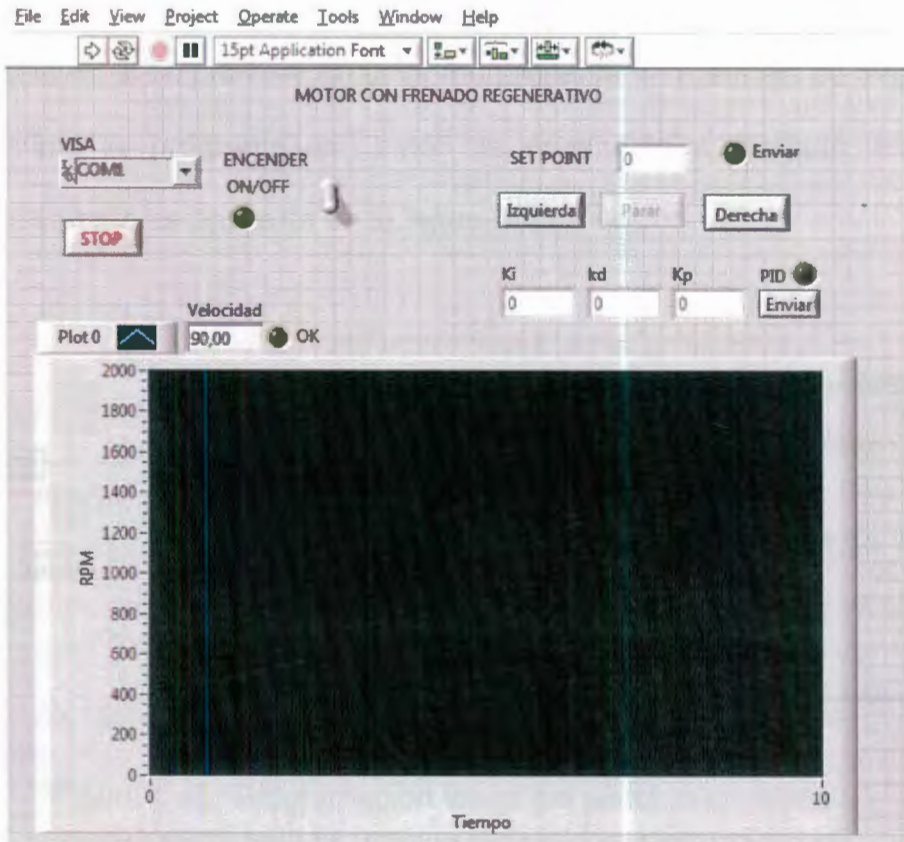 File Edit View Project Operate Tools Window Help
15pt Application Font
MOTOR CON FRENADO REGENERATIVO
VISA
COM1
ENCENDER
ON/OFF
STOP
SET POINT 0 Enviar
Izquierda Parar Derecha
Ki kd Kp PID
0 0 0 Enviar
Velocidad
Plot 0 90,00 OK
2000
1800
1600
1400
1200
1000
800
600
400
200
0
RPM
0 10
Tiempo